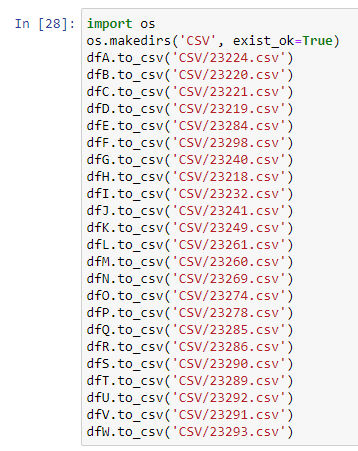 In [28]: import os
os.makedirs('CSV', exist_ok=True)
dfA.to_csv('CSV/23224.csv')
dfB.to_csv('CSV/23220.csv')
dfC.to_csv('CSV/23221.csv')
dfD.to_csv('CSV/23219.csv')
dfE.to_csv('CSV/23284.csv')
dfF.to_csv('CSV/23298.csv')
dfG.to_csv('CSV/23240.csv')
dfH.to_csv('CSV/23218.csv')
dfI.to_csv('CSV/23232.csv')
dfJ.to_csv('CSV/23241.csv')
dfK.to_csv('CSV/23249.csv')
dfL.to_csv('CSV/23261.csv')
dfM.to_csv('CSV/23260.csv')
dfN.to_csv('CSV/23269.csv')
dfO.to_csv('CSV/23274.csv')
dfP.to_csv('CSV/23278.csv')
dfQ.to_csv('CSV/23285.csv')
dfR.to_csv('CSV/23286.csv')
dfS.to_csv('CSV/23290.csv')
dfT.to_csv('CSV/23289.csv')
dfU.to_csv('CSV/23292.csv')
dfV.to_csv('CSV/23291.csv')
dfW.to_csv('CSV/23293.csv')